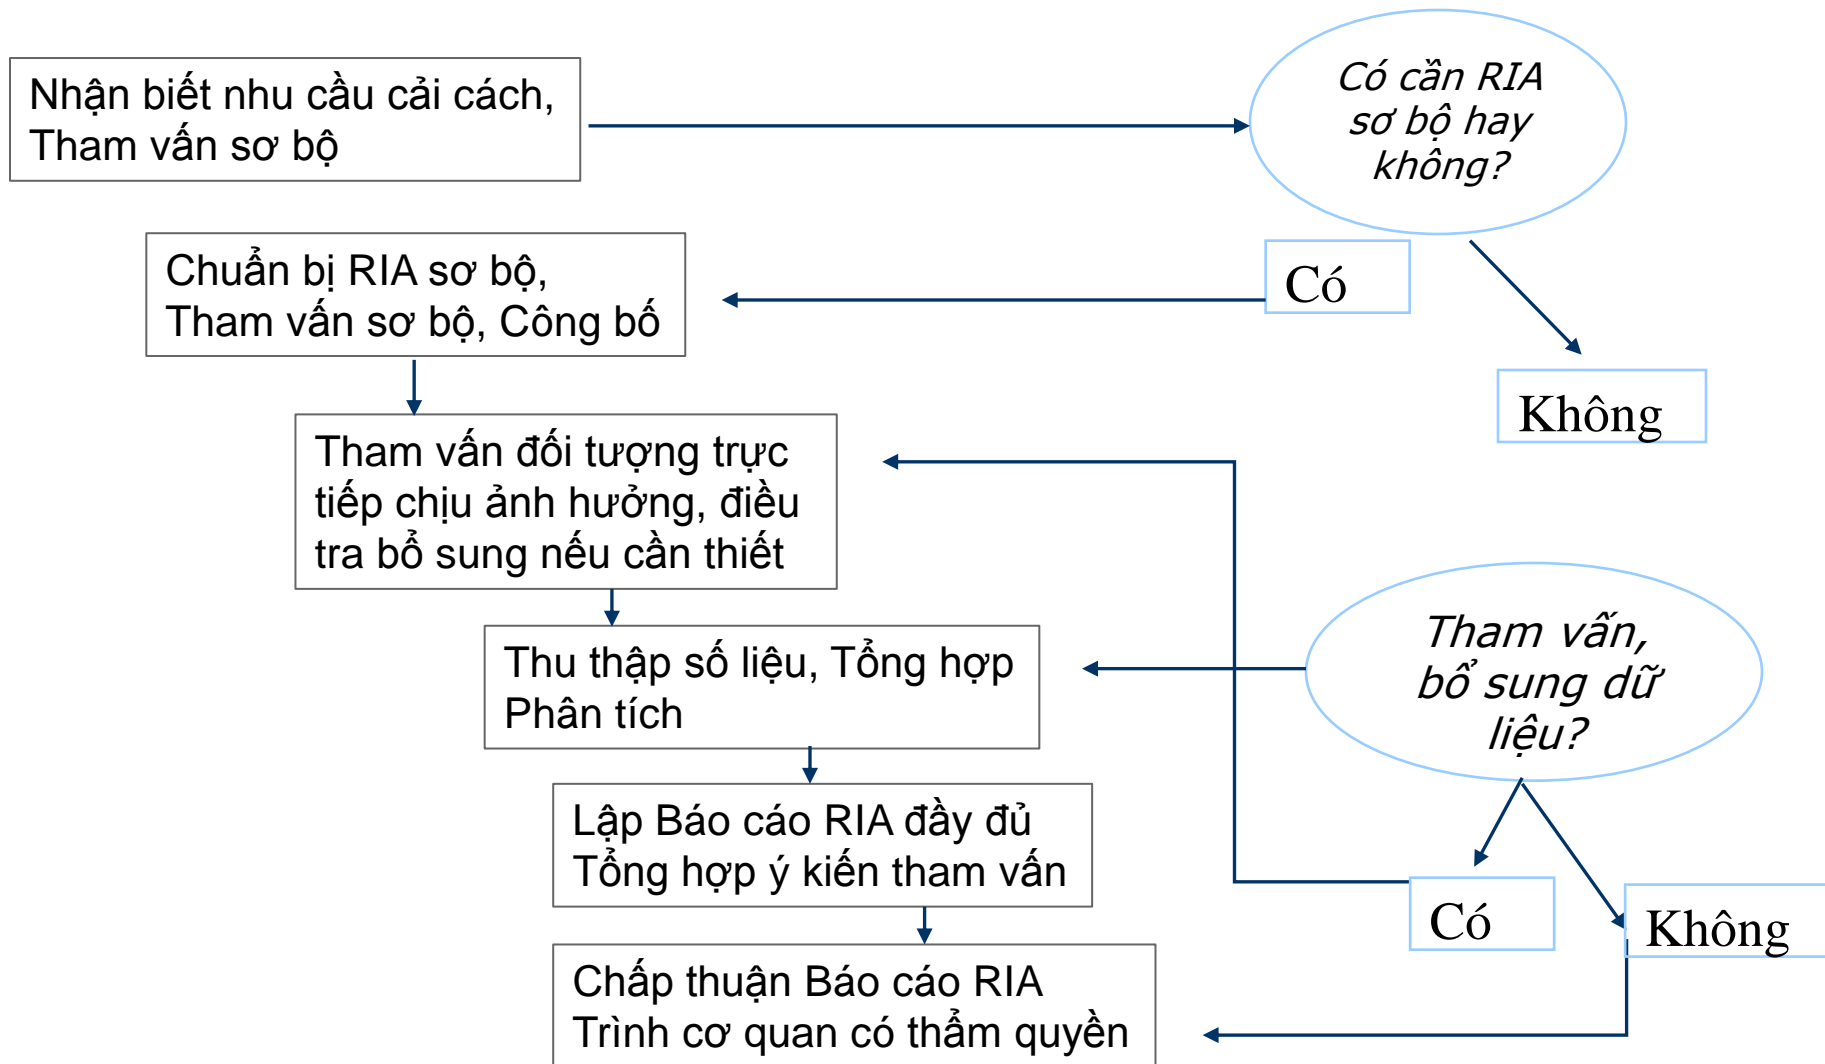 Nhận biết nhu cầu cải cách,
Tham vấn sơ bộ
Có cần RIA
sơ bộ hay
không?
Chuẩn bị RIA sơ bộ,
Tham vấn sơ bộ, Công bố
Có
Không
Tham vấn đối tượng trực
tiếp chịu ảnh hưởng, điều
tra bổ sung nếu cần thiết
Thu thập số liệu, Tổng hợp
Phân tích
Tham vấn,
bổ sung dữ
liệu?
Lập Báo cáo RIA đầy đủ
Tổng hợp ý kiến tham vấn
Có
Không
Chấp thuận Báo cáo RIA
Trình cơ quan có thẩm quyền